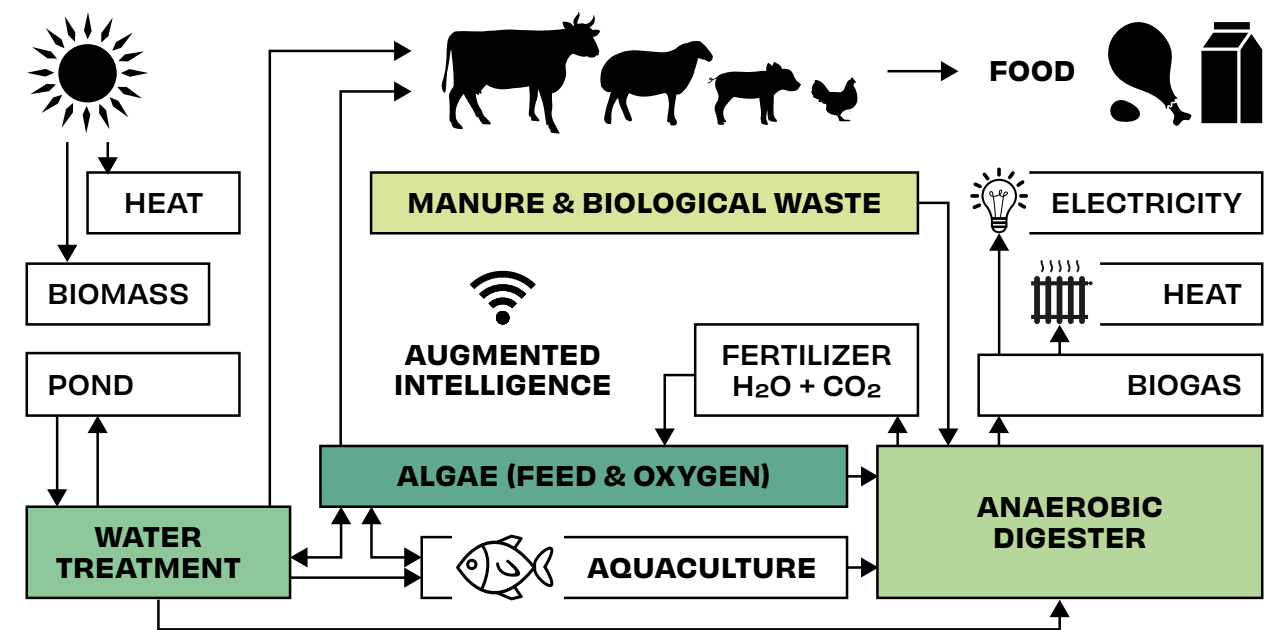 FOOD
HEAT
MANURE & BIOLOGICAL WASTE
ELECTRICITY
BIOMASS
HEAT
AUGMENTED
INTELLIGENCE
FERTILIZER
H₂O + CO₂
POND
BIOGAS
ALGAE (FEED & OXYGEN)
ANAEROBIC
DIGESTER
WATER
TREATMENT
AQUACULTURE